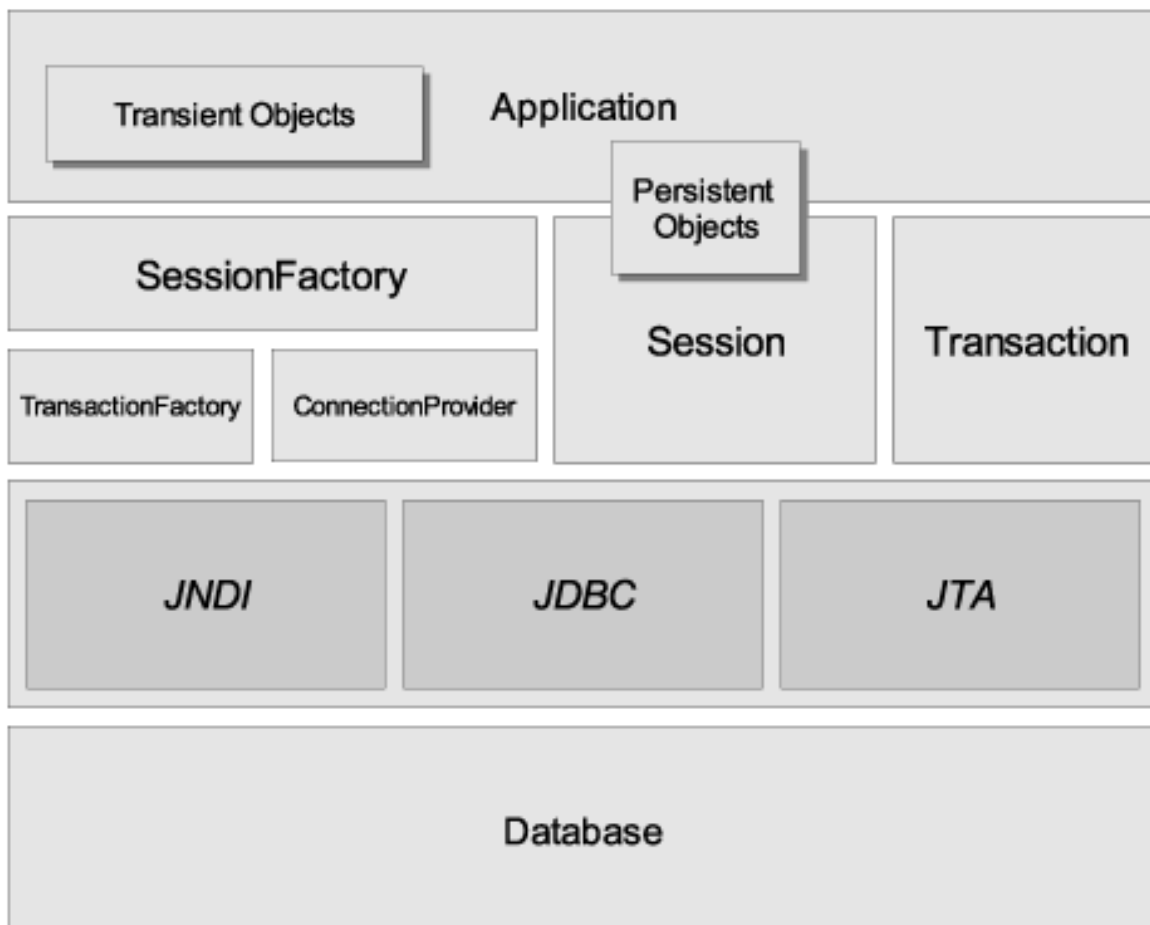 Transient Objects
Application
Persistent
Objects
SessionFactory
Session
Transaction
TransactionFactory
ConnectionProvider
JNDI
JDBC
JTA
Database